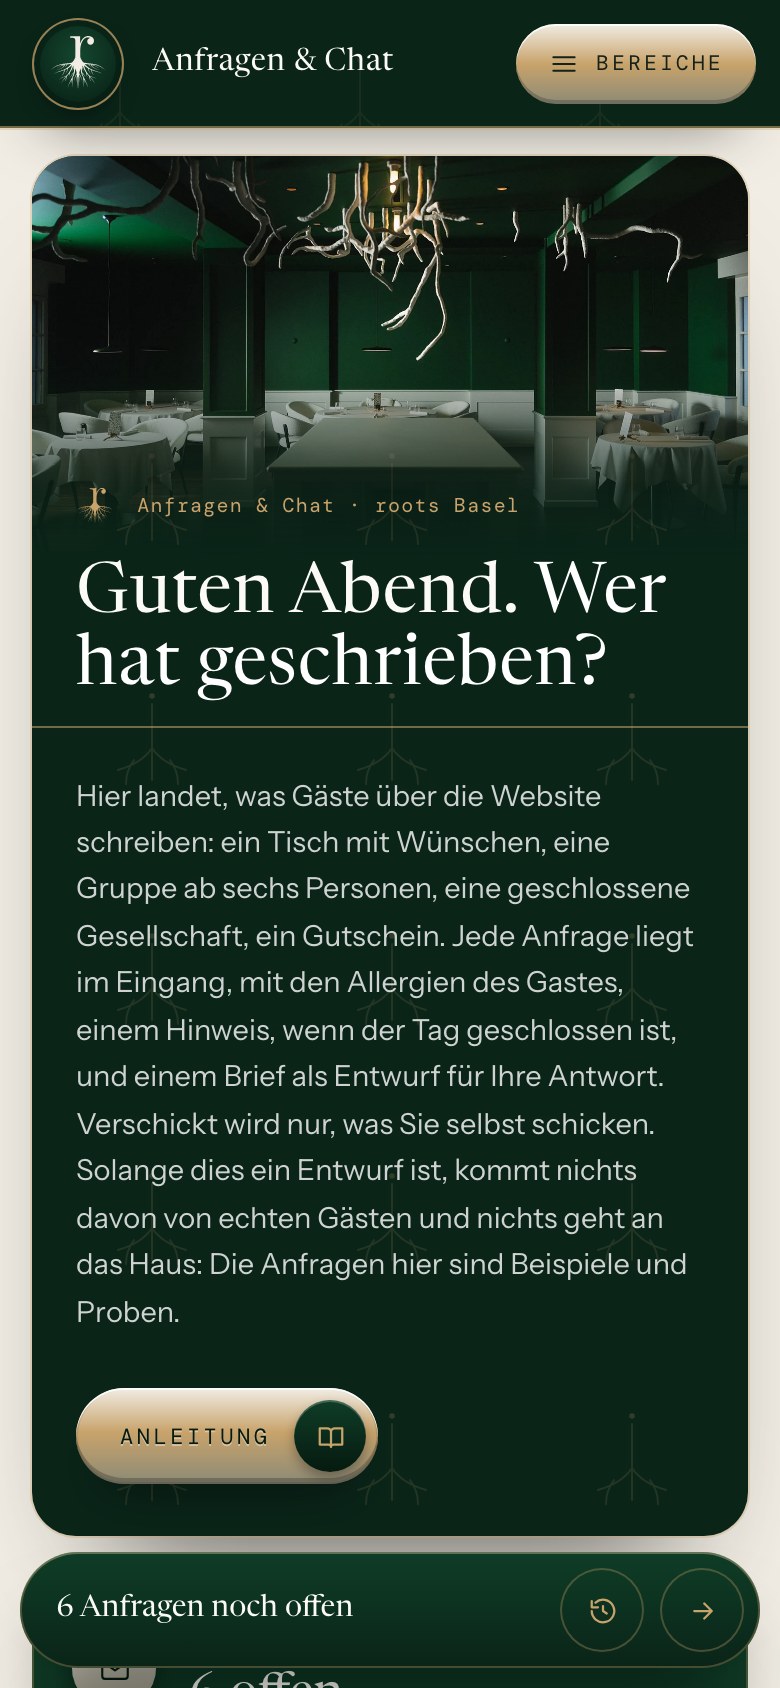 r
Anfragen & Chat
BEREICHE
r
Anfragen & Chat · roots Basel
Guten Abend. Wer
hat geschrieben?
Hier landet, was Gäste über die Website
schreiben: ein Tisch mit Wünschen, eine
Gruppe ab sechs Personen, eine geschlossene
Gesellschaft, ein Gutschein. Jede Anfrage liegt
im Eingang, mit den Allergien des Gastes,
einem Hinweis, wenn der Tag geschlossen ist,
und einem Brief als Entwurf für Ihre Antwort.
Verschickt wird nur, was Sie selbst schicken.
Solange dies ein Entwurf ist, kommt nichts
davon von echten Gästen und nichts geht an
das Haus: Die Anfragen hier sind Beispiele und
Proben.
ANLEITUNG
6 Anfragen noch offen
6 offen